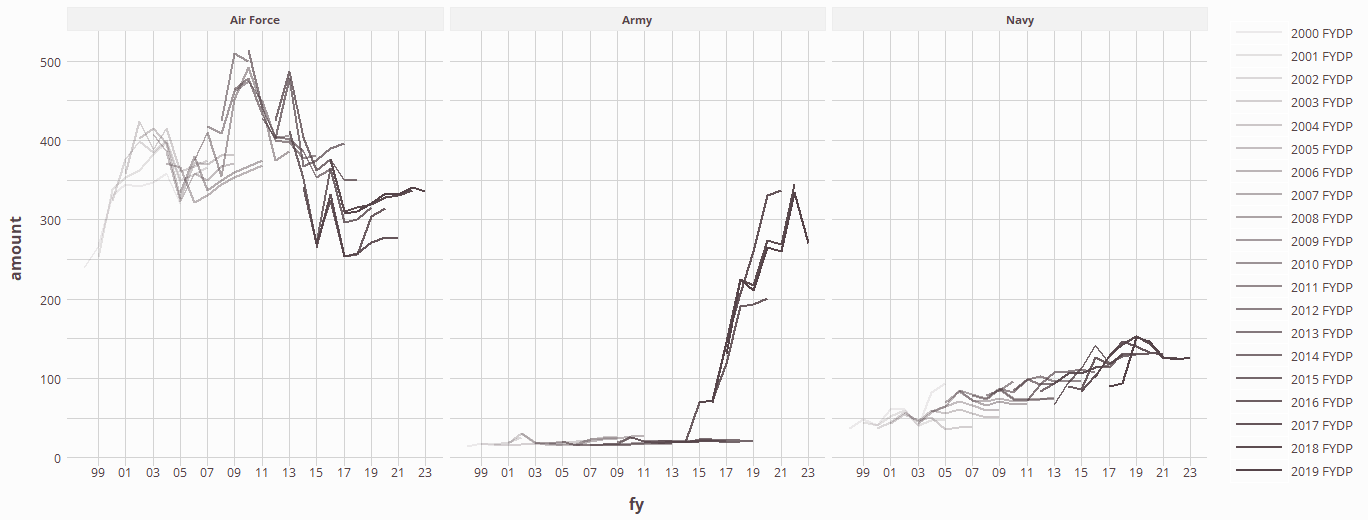 Air Force Army Navy
amount
500
400
300
200
100
0
99 01 03 05 07 09 11 13 15 17 19 21 23
99 01 03 05 07 09 11 13 15 17 19 21 23
99 01 03 05 07 09 11 13 15 17 19 21 23
fy
2000 FYDP
2001 FYDP
2002 FYDP
2003 FYDP
2004 FYDP
2005 FYDP
2006 FYDP
2007 FYDP
2008 FYDP
2009 FYDP
2010 FYDP
2011 FYDP
2012 FYDP
2013 FYDP
2014 FYDP
2015 FYDP
2016 FYDP
2017 FYDP
2018 FYDP
2019 FYDP